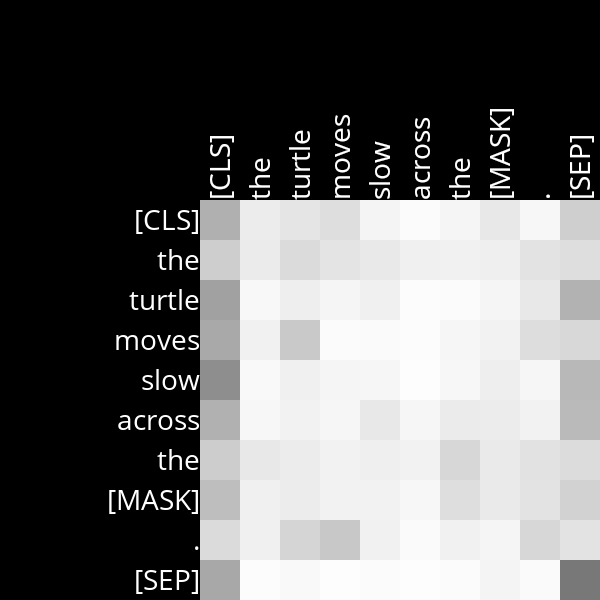 [CLS] the turtle moves slow across the [MASK] . [SEP]
[CLS]
the
turtle
moves
slow
across
the
[MASK]
.
[SEP]